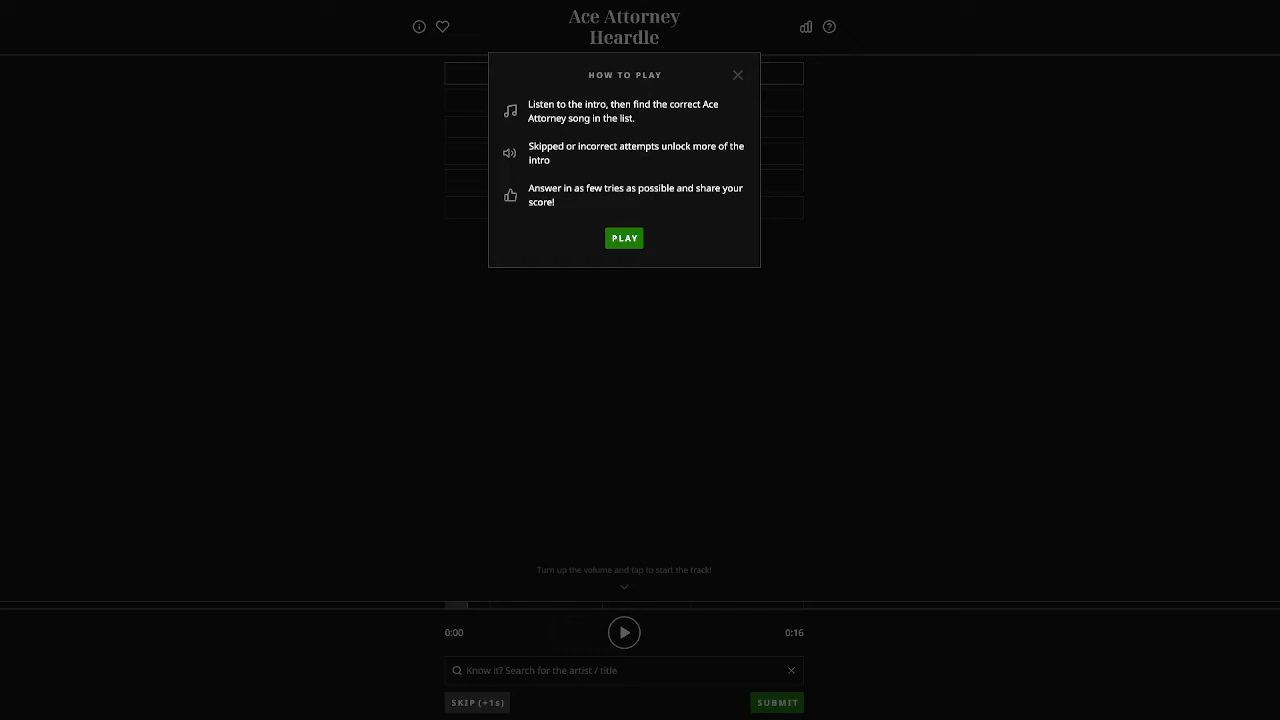 Ace Attorney
Heardle
HOW TO PLAY
Listen to the intro, then find the correct Ace
Attorney song in the list.
Skipped or incorrect attempts unlock more of the
intro
Answer in as few tries as possible and share your
score!
PLAY
Turn up the volume and tap to start the track!
0:00
0:16
Know it? Search for the artist / title
SKIP (+1s)
SUBMIT